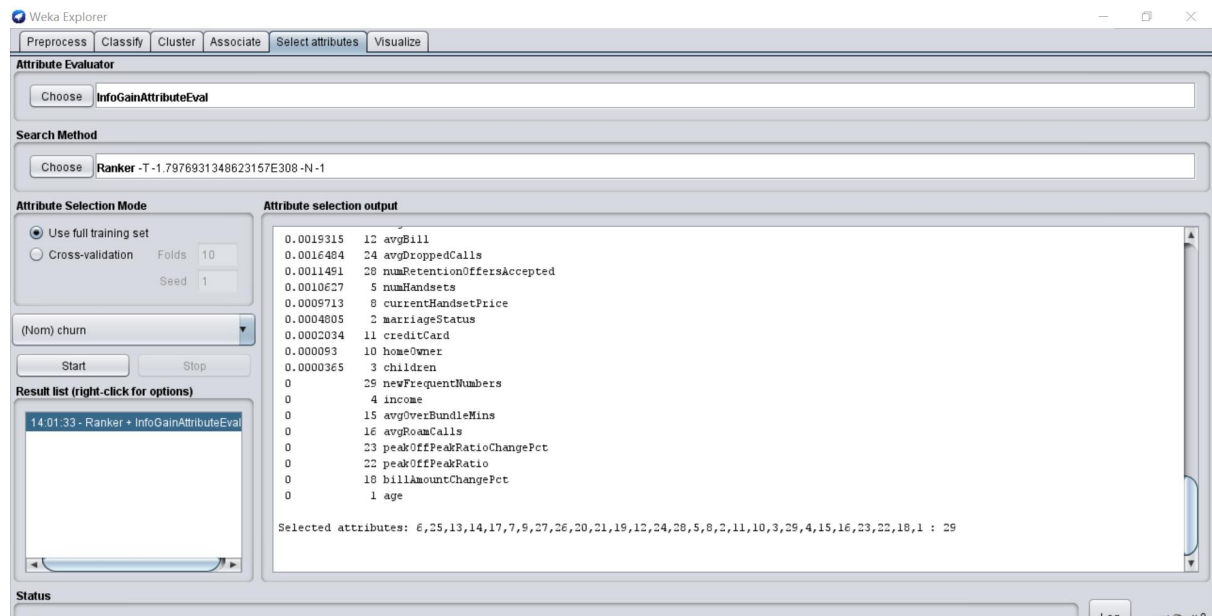 Weka Explorer
Preprocess Classify Cluster Associate Select attributes Visualize
Attribute Evaluator
Choose InfoGainAttributeEval
Search Method
Choose Ranker -T -1.7976931348623157E308 -N -1
Attribute Selection Mode
Use full training set
Cross-validation Folds 10
Seed 1
(Nom) churn
Start Stop
Result list (right-click for options)
14:01:33 - Ranker + InfoGainAttributeEval
Attribute selection output
0.0019315 12 avgBill
0.0016484 24 avgDroppedCalls
0.0011491 28 numRetentionOffersAccepted
0.0010627 5 numHandsets
0.0009713 8 currentHandsetPrice
0.0004805 2 marriageStatus
0.0002034 11 creditCard
0.000093 10 homeOwner
0.0000365 3 children
0 29 newFrequentNumbers
0 4 income
0 15 avgOverBundleMins
0 16 avgRoamCalls
0 23 peakOffPeakRatioChangePct
0 22 peakOffPeakRatio
0 18 billAmountChangePct
0 1 age
Selected attributes: 6,25,13,14,17,7,9,27,26,20,21,19,12,24,28,5,8,2,11,10,3,29,4,15,16,23,22,18,1 : 29
Status